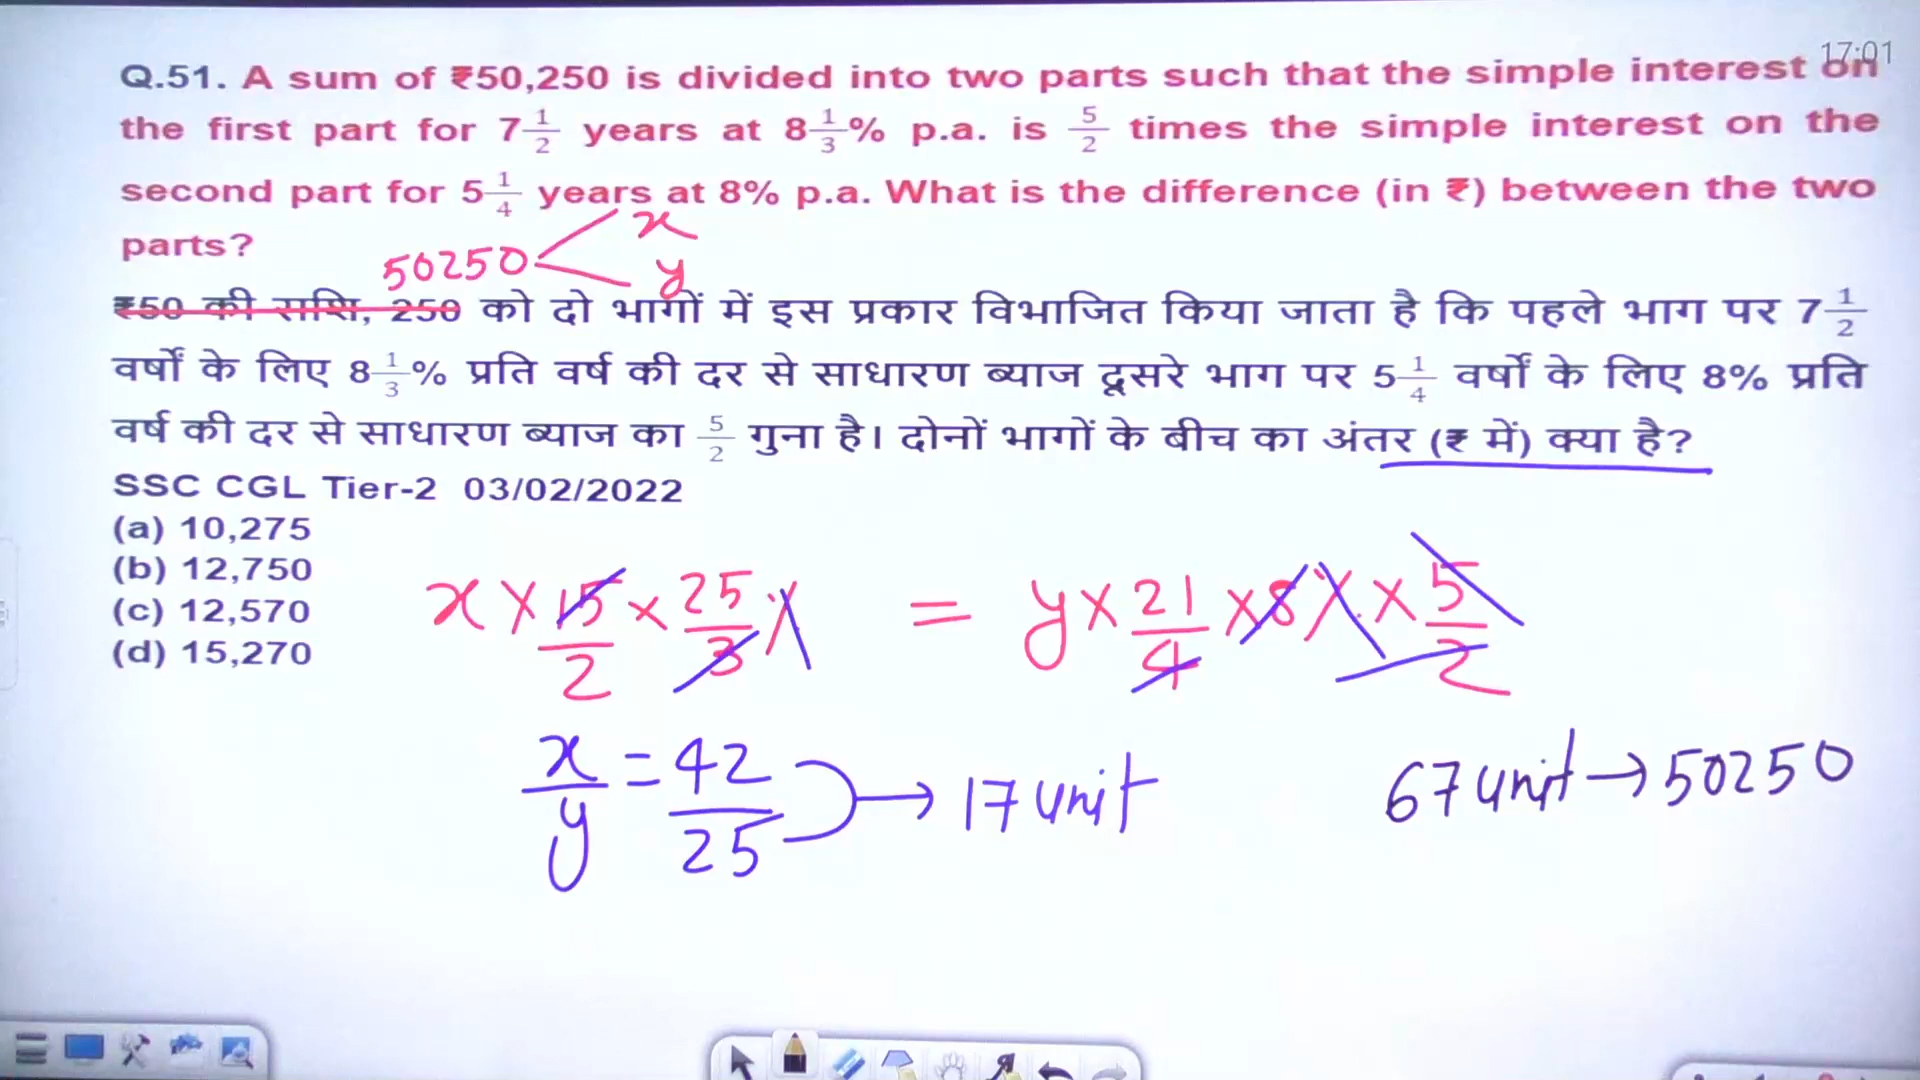 17:01
Q.51. A sum of ₹50,250 is divided into two parts such that the simple interest on
the first part for 7 1/2 years at 8 1/3% p.a. is 5/2 times the simple interest on the
second part for 5 1/4 years at 8% p.a. What is the difference (in ₹) between the two
parts?
50250 x
y
₹50 की राशि, 250 को दो भागों में इस प्रकार विभाजित किया जाता है कि पहले भाग पर 7 1/2
वर्षों के लिए 8 1/3% प्रति वर्ष की दर से साधारण ब्याज दूसरे भाग पर 5 1/4 वर्षों के लिए 8% प्रति
वर्ष की दर से साधारण ब्याज का 5/2 गुना है। दोनों भागों के बीच का अंतर (₹ में) क्या है?
SSC CGL Tier-2 03/02/2022
(a) 10,275
(b) 12,750
(c) 12,570
(d) 15,270
x × 15/2 × 25/3 % = y × 21/4 × 8% × 5/2
x/y = 42/25 → 17 unit
67 unit → 50250